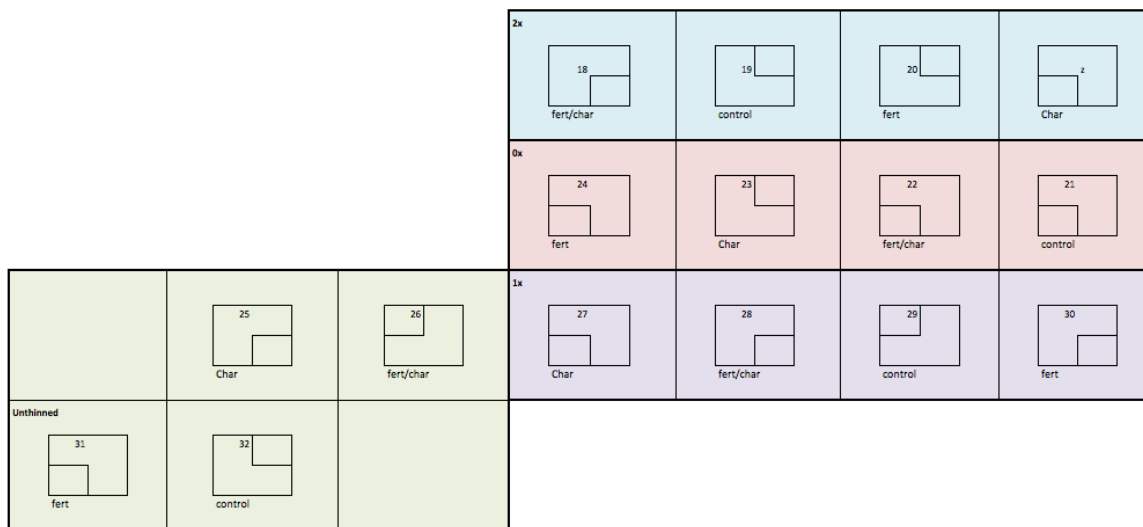 2x
18 19 20 z
fert/char control fert Char
0x
24 23 22 21
fert Char fert/char control
1x
25 26 27 28 29 30
Char fert/char Char fert/char control fert
Unthinned
31 32
fert control